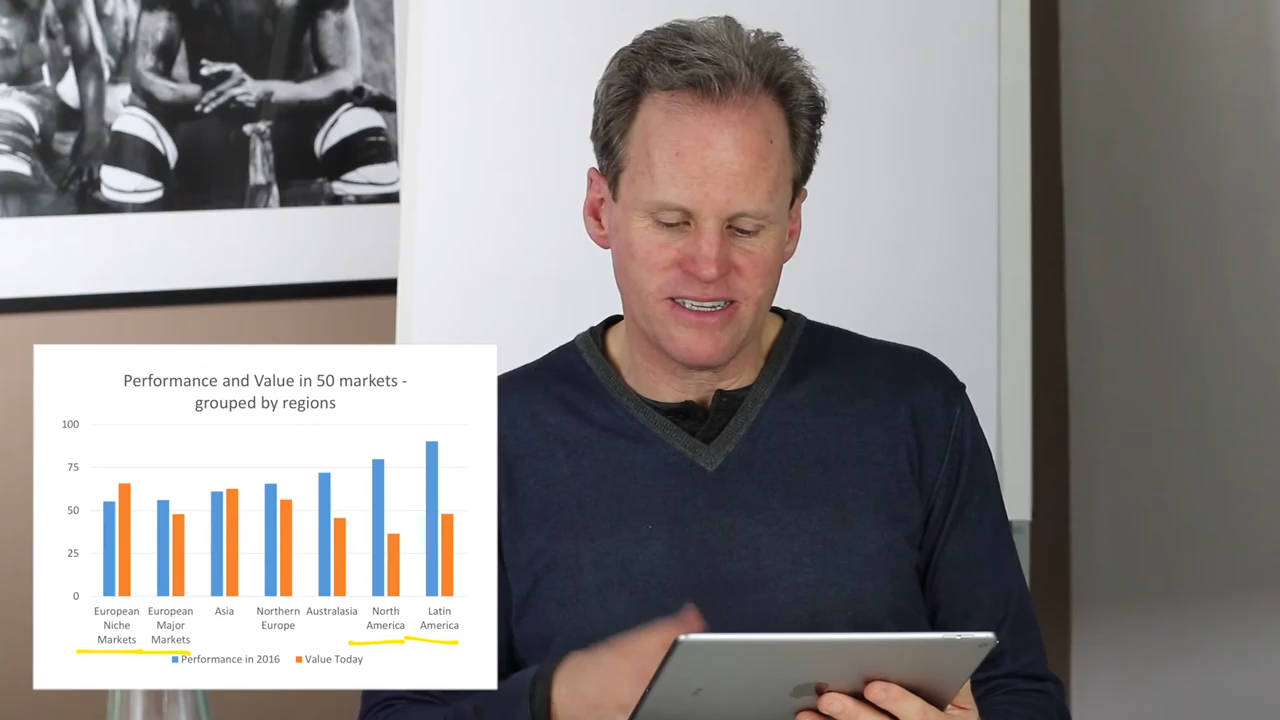 Performance and Value in 50 markets -
grouped by regions
100
75
50
25
0
European Niche Markets
European Major Markets
Asia
Northern Europe
Australasia
North America
Latin America
Performance in 2016
Value Today